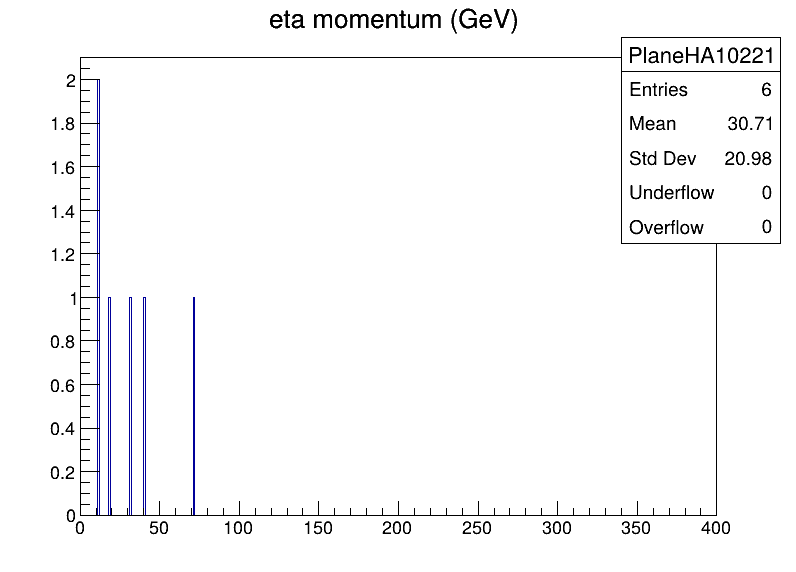 eta momentum (GeV)
PlaneHA10221
Entries 6
Mean 30.71
Std Dev 20.98
Underflow 0
Overflow 0
2
1.8
1.6
1.4
1.2
1
0.8
0.6
0.4
0.2
0
0 50 100 150 200 250 300 350 400